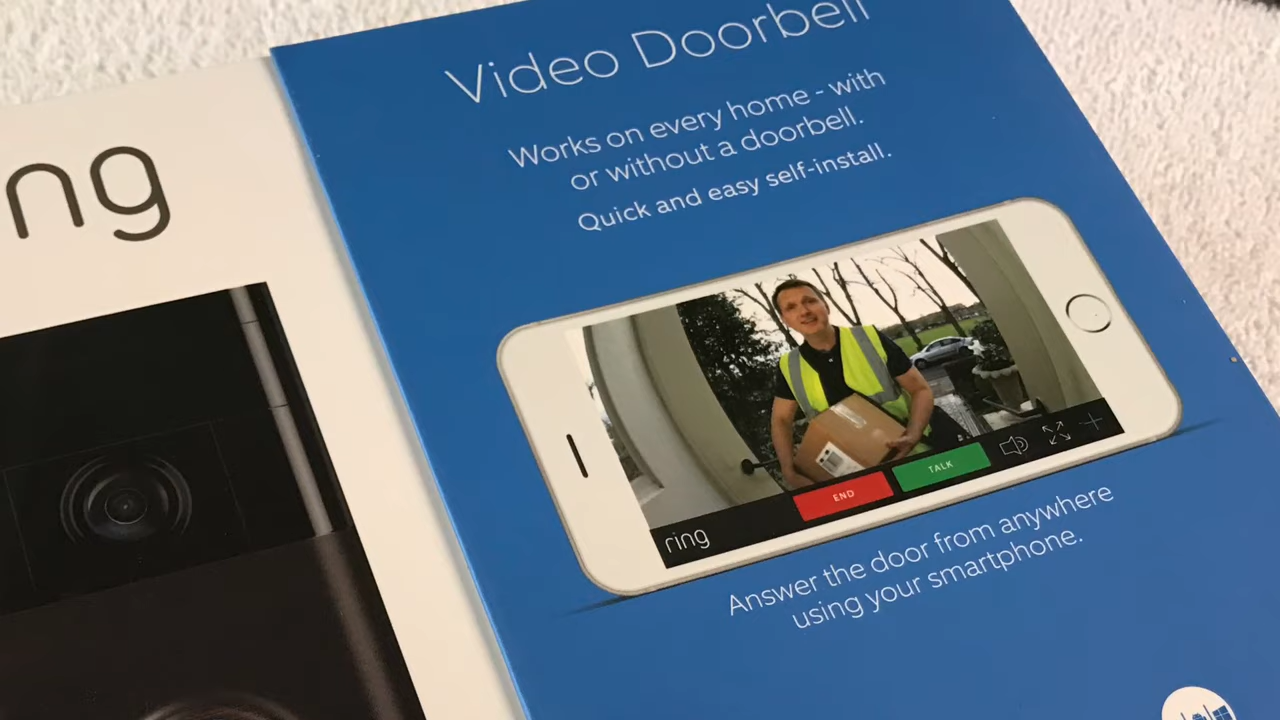 ng
Video Doorbell
Works on every home - with
or without a doorbell.
Quick and easy self-install.
END
TALK
ring
Answer the door from anywhere
using your smartphone.